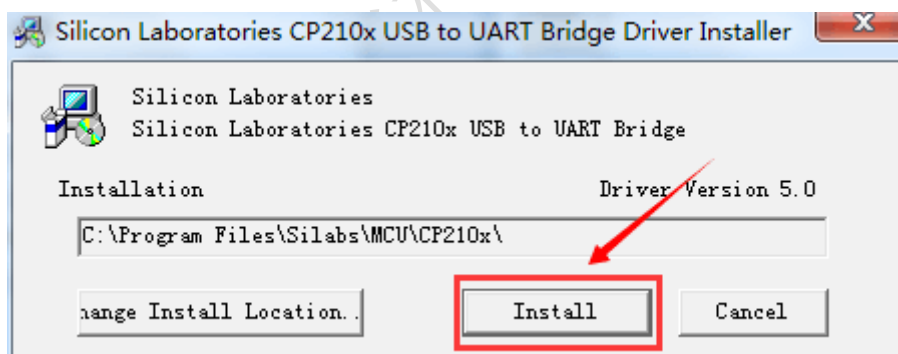 Silicon Laboratories CP210x USB to UART Bridge Driver Installer
Silicon Laboratories
Silicon Laboratories CP210x USB to UART Bridge
Installation Driver Version 5.0
C:\Program Files\Silabs\MCU\CP210x\
hange Install Location.. Install Cancel